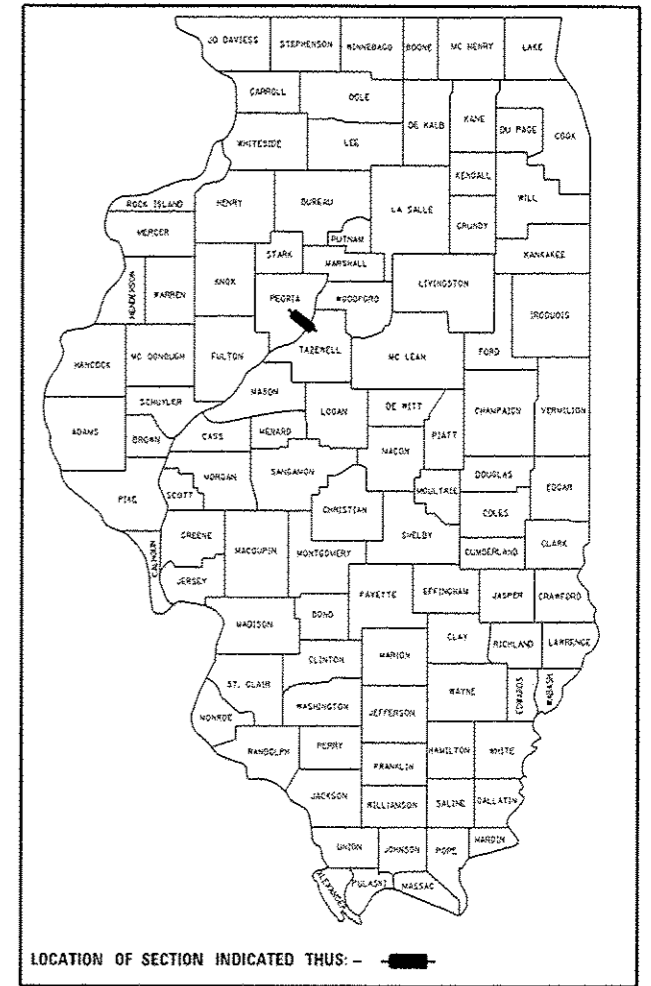 JO DAVIESS STEPHENSON WINNEBAGO BOONE MC HENRY LAKE
CARROLL OGLE DE KALB KANE DU PAGE COOK
WHITESIDE LEE
KENDALL
ROCK ISLAND HENRY BUREAU LA SALLE GRUNDY WILL
MERCER PUTNAM
STARK MARSHALL KANKAKEE
HENDERSON WARREN KNOX PEORIA WOODFORD LIVINGSTON IROQUOIS
HANCOCK MC DONOUGH FULTON TAZEWELL MC LEAN FORD
SCHUYLER MASON
ADAMS BROWN CASS MENARD LOGAN DE WITT PIATT CHAMPAIGN VERMILION
MACON
PIKE SCOTT MORGAN SANGAMON MOULTRIE DOUGLAS EDGAR
CHRISTIAN COLES
CALHOUN GREENE MACOUPIN MONTGOMERY SHELBY CUMBERLAND CLARK
JERSEY
MADISON BOND FAYETTE EFFINGHAM JASPER CRAWFORD
CLAY RICHLAND LAWRENCE
CLINTON MARION
ST. CLAIR WAYNE EDWARDS WABASH
MONROE WASHINGTON JEFFERSON
RANDOLPH PERRY HAMILTON WHITE
FRANKLIN
JACKSON WILLIAMSON SALINE GALLATIN
UNION JOHNSON POPE HARDIN
ALEXANDER PULASKI MASSAC
LOCATION OF SECTION INDICATED THUS: –